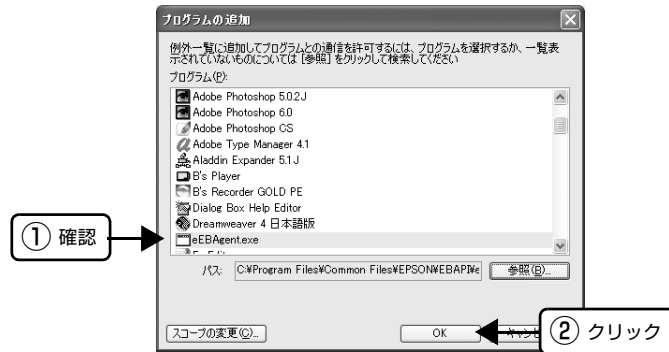 プログラムの追加
例外一覧に追加してプログラムとの通信を許可するには、プログラムを選択するか、一覧表
示されていないものについては [参照] をクリックして検索してください
プログラム(P):
Adobe Photoshop 5.0.2J
Adobe Photoshop 6.0
Adobe Photoshop CS
Adobe Type Manager 4.1
Aladdin Expander 5.1 J
B's Player
B's Recorder GOLD PE
Dialog Box Help Editor
Dreamweaver 4 日本語版
eEBAgent.exe
① 確認
パス: C:¥Program Files¥Common Files¥EPSON¥EBAPI¥e
参照(B)...
スコープの変更(C)...
OK
② クリック